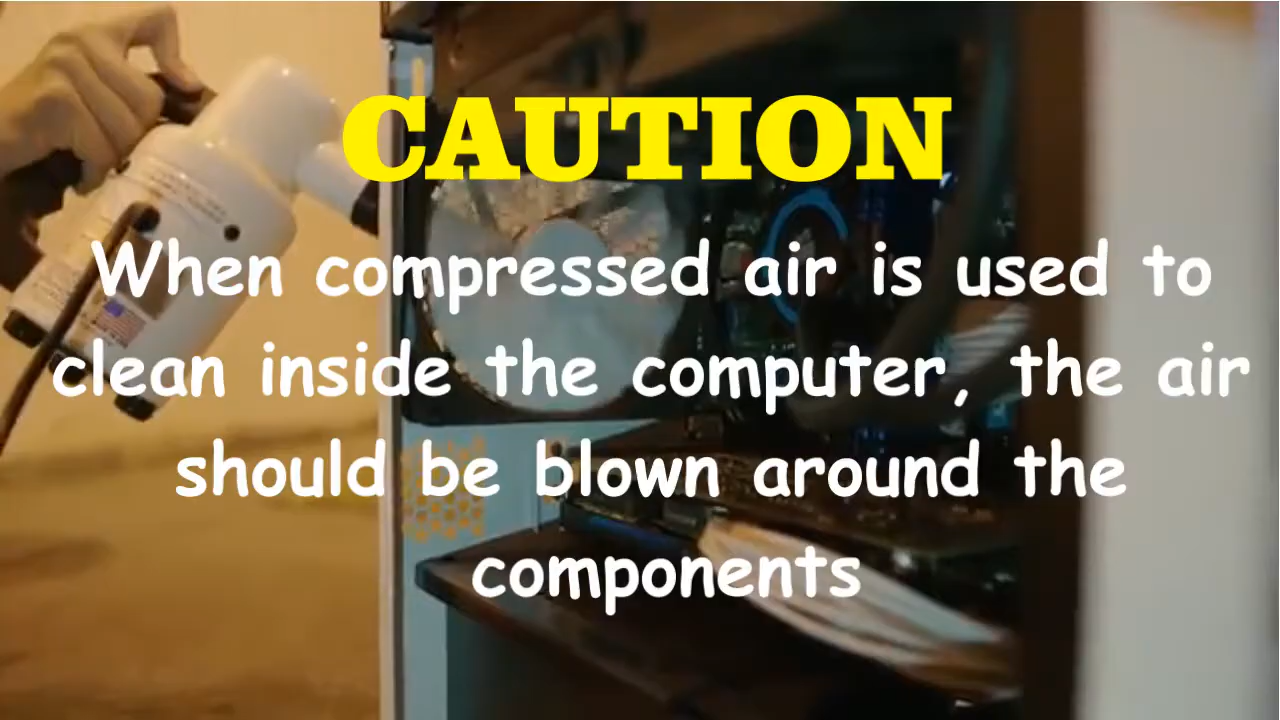 CAUTION
When compressed air is used to
clean inside the computer, the air
should be blown around the
components